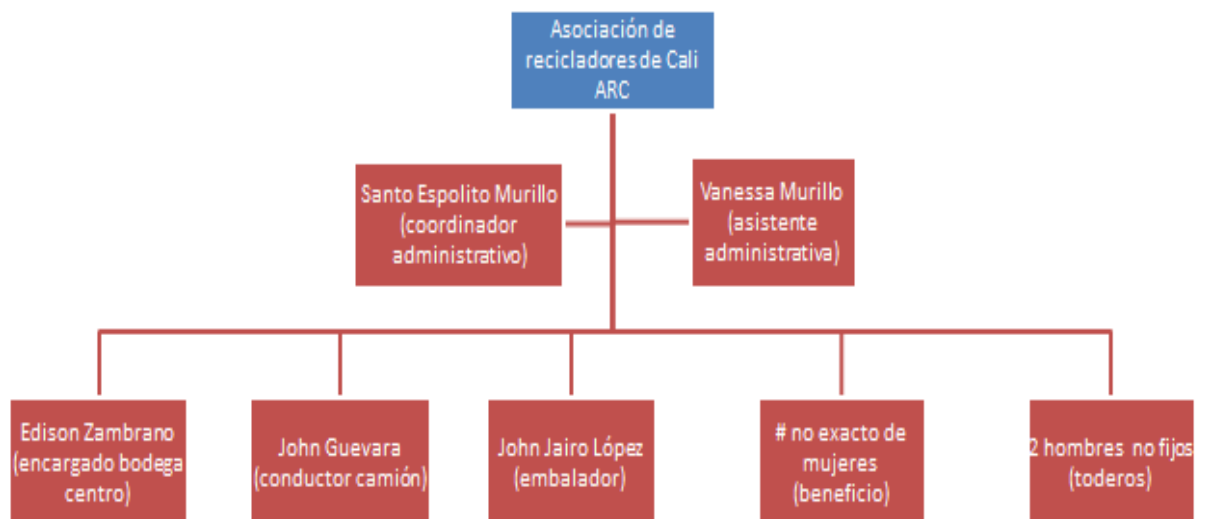 Asociación de
recicladores de Cali
ARC
Santo Espolito Murillo
(coordinador
administrativo)
Vanessa Murillo
(asistente
administrativa)
Edison Zambrano
(encargado bodega
centro)
John Guevara
(conductor camión)
John Jairo López
(embalador)
# no exacto de
mujeres
(beneficio)
2 hombres no fijos
(toderos)